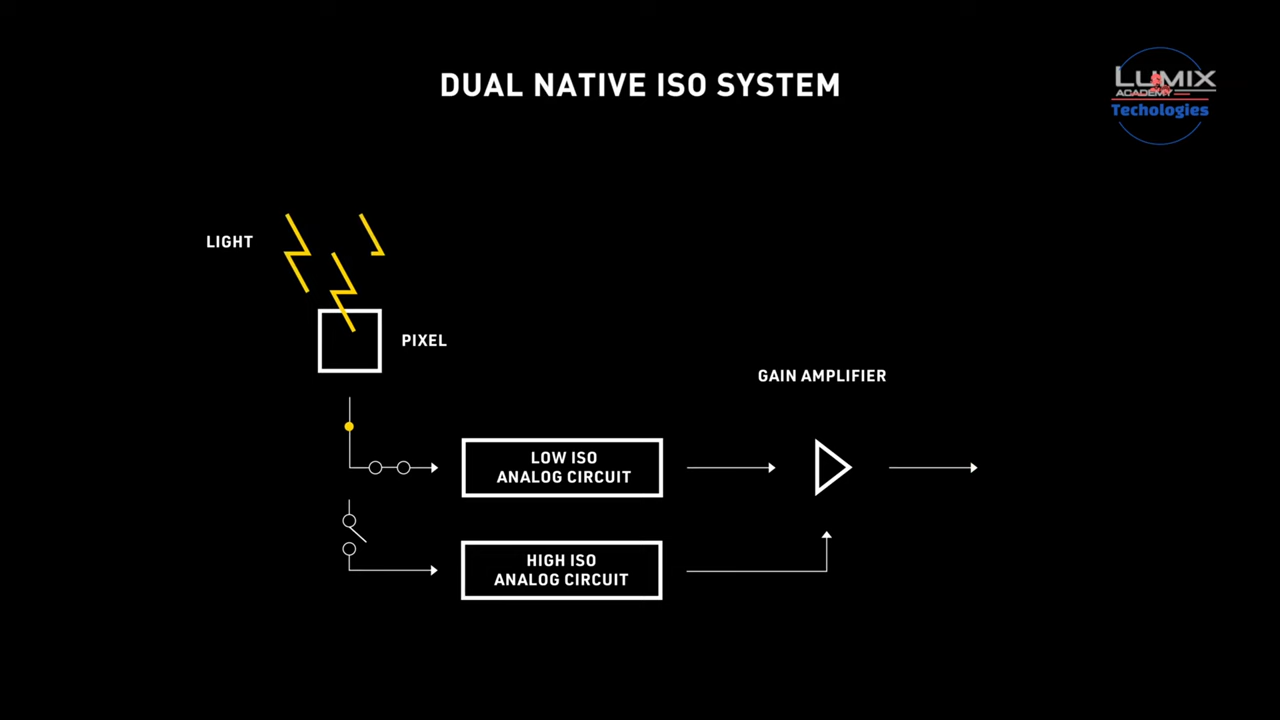 DUAL NATIVE ISO SYSTEM
LUMIX
ACADEMY
Techologies
LIGHT
PIXEL
GAIN AMPLIFIER
LOW ISO
ANALOG CIRCUIT
HIGH ISO
ANALOG CIRCUIT